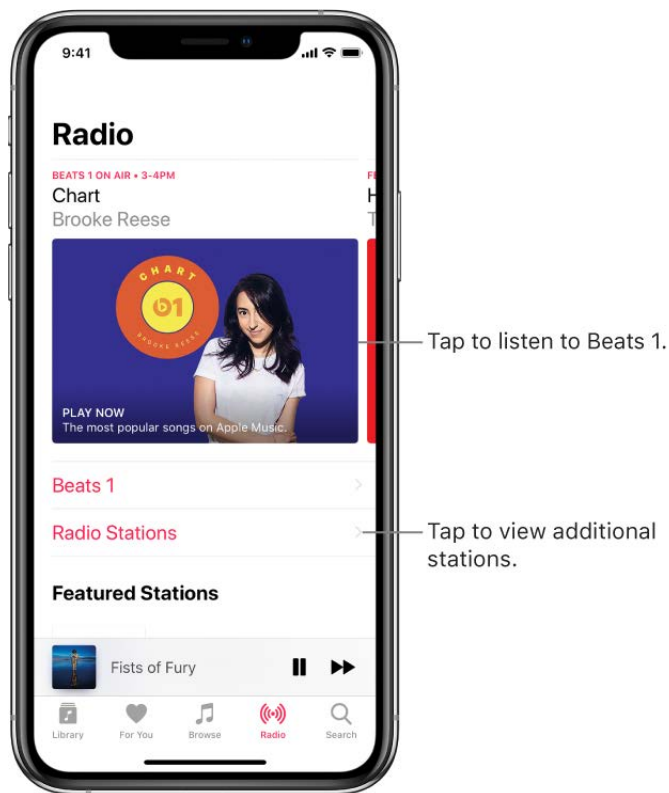 9:41
Radio
BEATS 1 ON AIR • 3-4PM
Chart
Brooke Reese
CHART
1
BROOKE REESE
PLAY NOW
The most popular songs on Apple Music.
Tap to listen to Beats 1.
Beats 1
Radio Stations
Tap to view additional
stations.
Featured Stations
Fists of Fury
Library
For You
Browse
Radio
Search